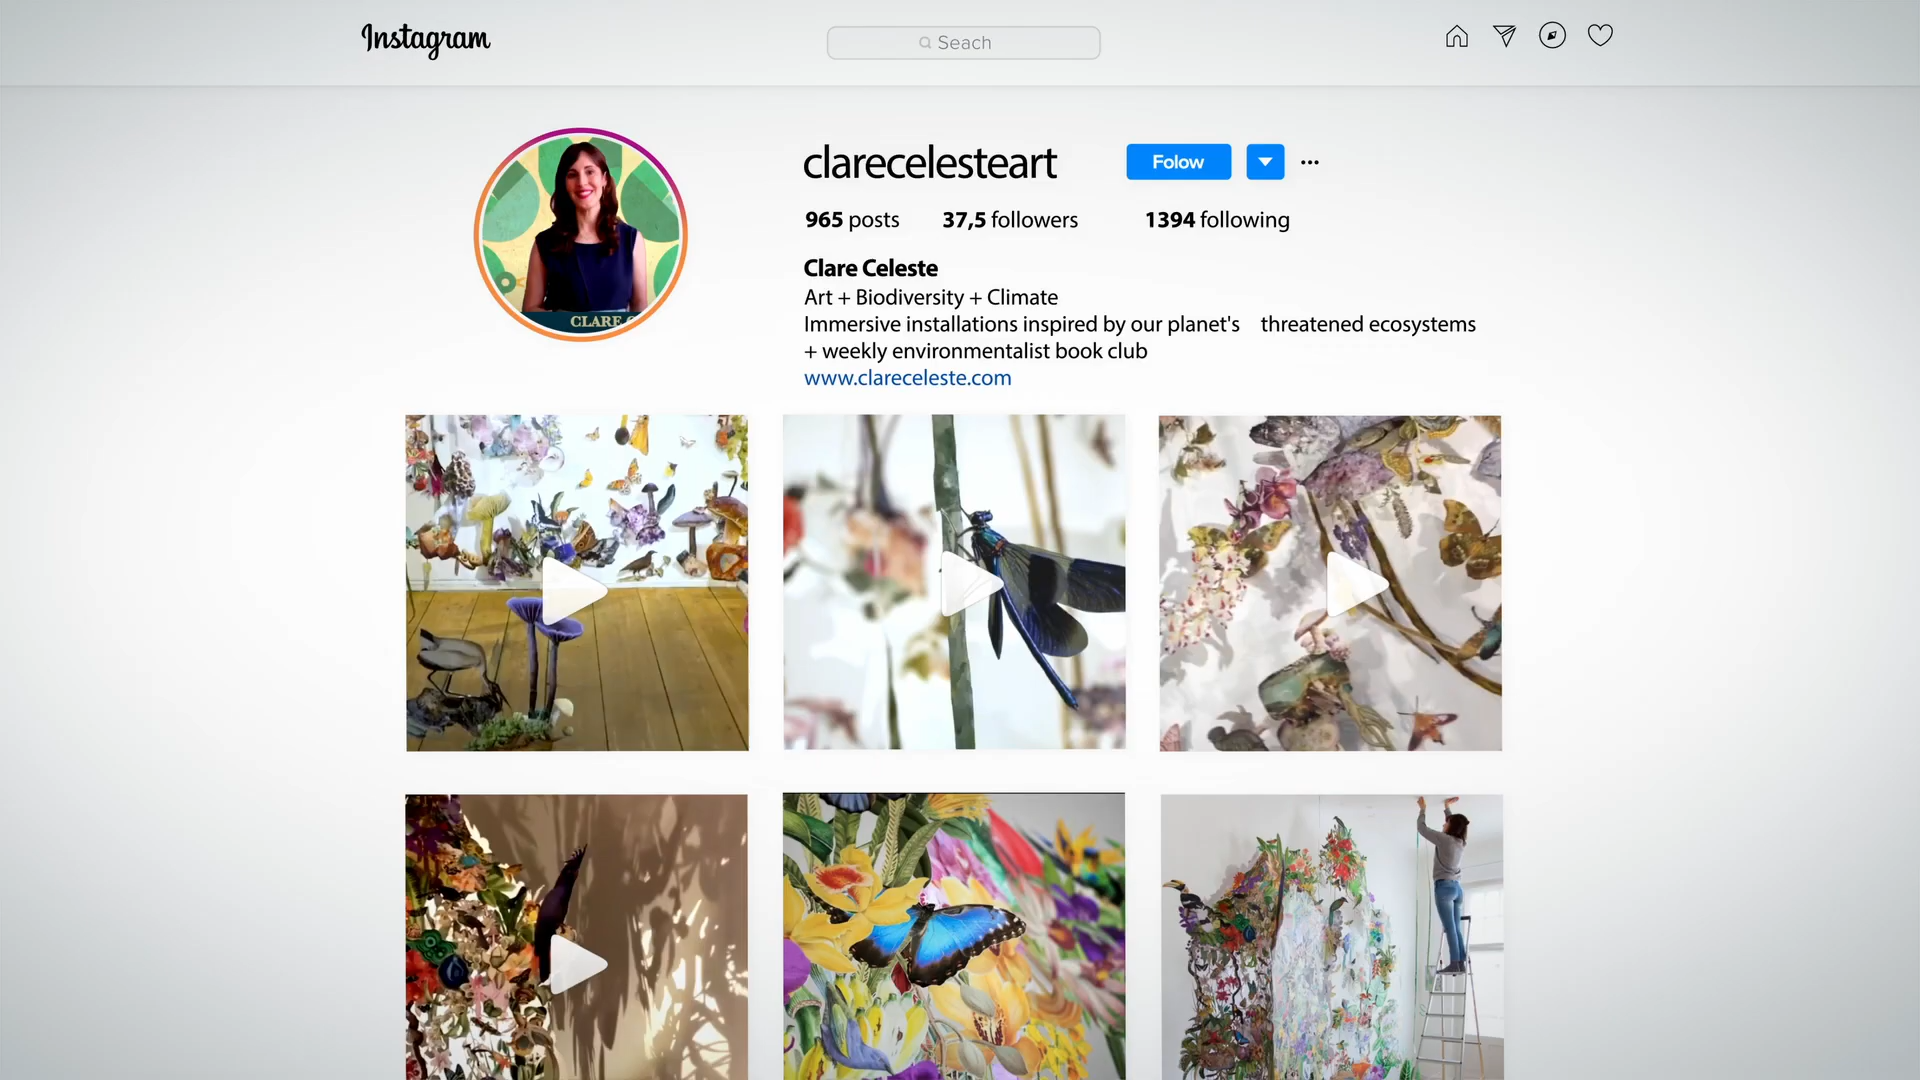 Instagram
Seach
clarecelesteart
Folow
965 posts 37,5 followers 1394 following
Clare Celeste
Art + Biodiversity + Climate
Immersive installations inspired by our planet's threatened ecosystems
+ weekly environmentalist book club
www.clareceleste.com
CLARE